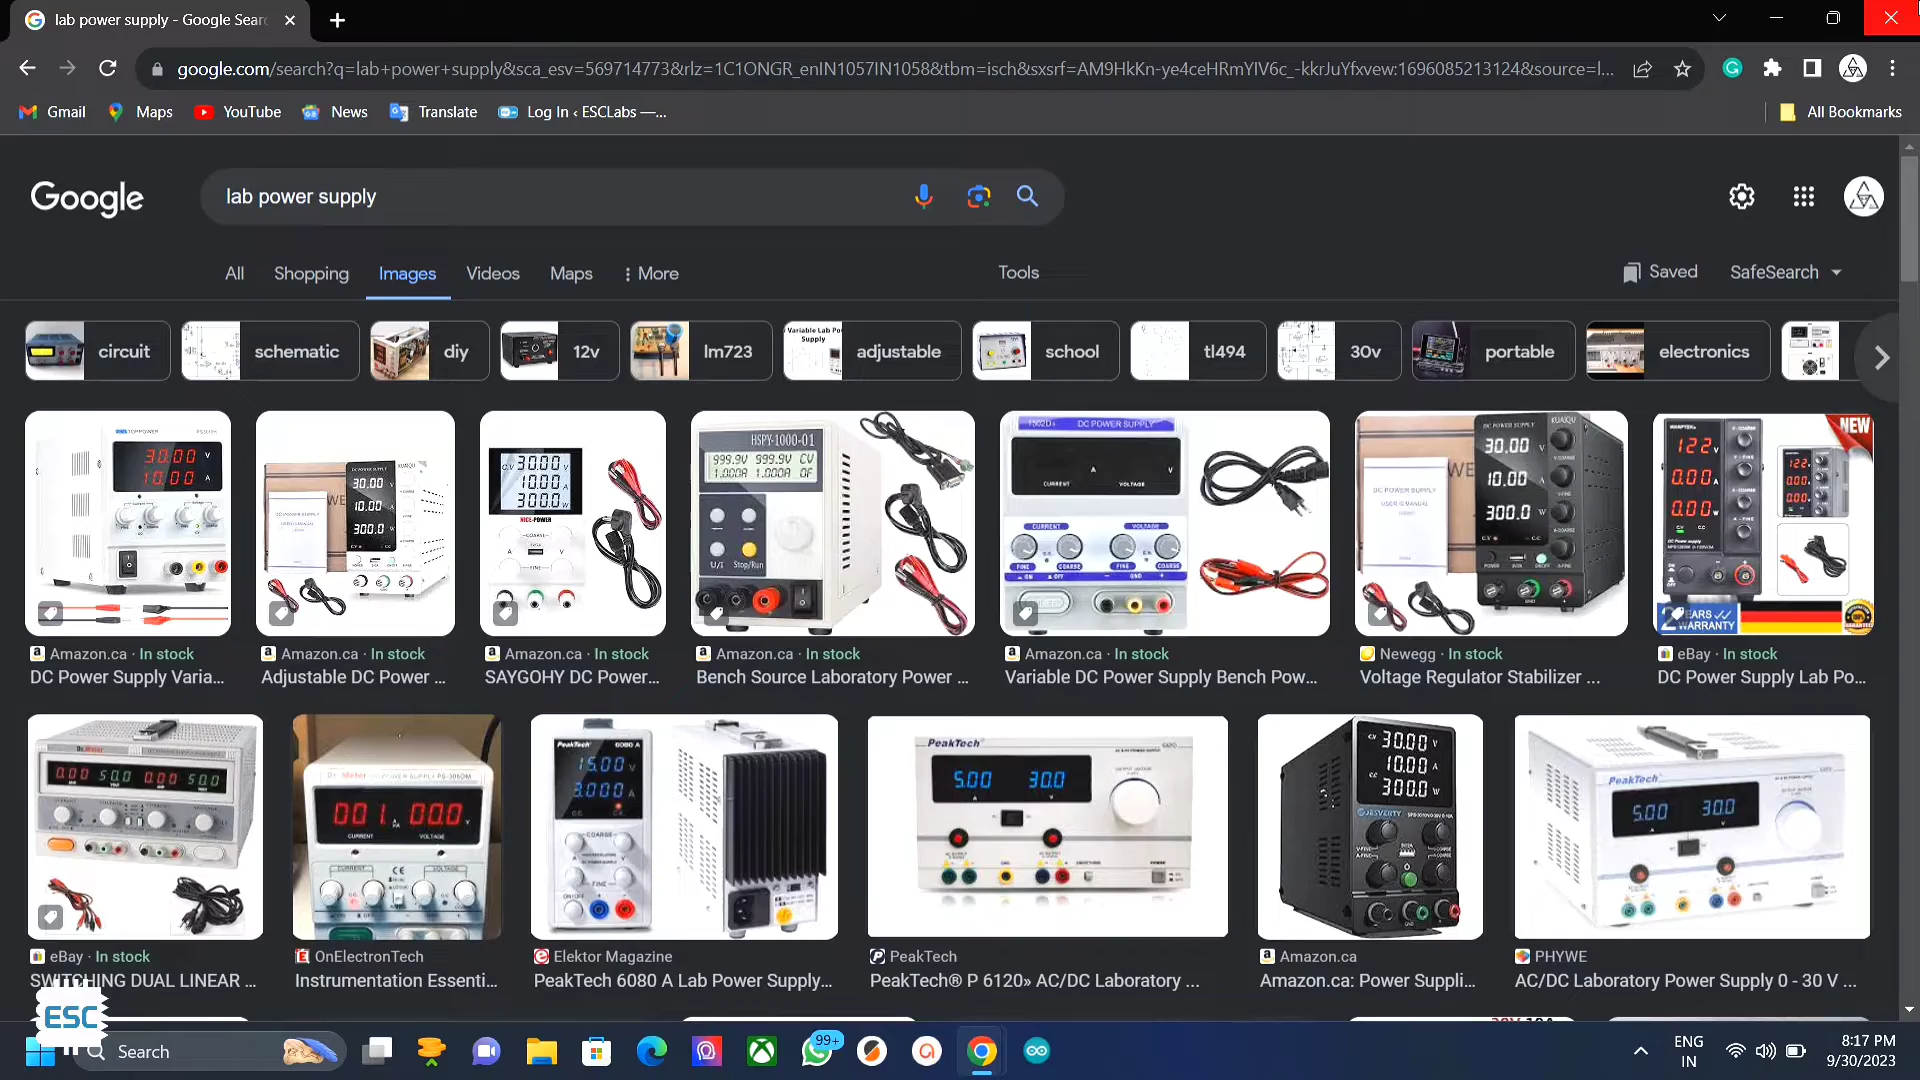 lab power supply - Google Sear
google.com/search?q=lab+power+supply&sca_esv=569714773&rlz=1C1ONGR_enIN1057IN1058&tbm=isch&sxsrf=AM9HkKn-ye4ceHRmYlV6c_-kkrJuYfxvew:1696085213124&source=l...
Gmail Maps YouTube News Translate Log In ‹ ESCLabs —... All Bookmarks
Google lab power supply
All Shopping Images Videos Maps More Tools Saved SafeSearch
circuit schematic diy 12v lm723 adjustable school tl494 30v portable electronics
Amazon.ca · In stock Amazon.ca · In stock Amazon.ca · In stock Amazon.ca · In stock Amazon.ca · In stock Newegg · In stock eBay · In stock
DC Power Supply Varia... Adjustable DC Power ... SAYGOHY DC Power... Bench Source Laboratory Power ... Variable DC Power Supply Bench Pow... Voltage Regulator Stabilizer ... DC Power Supply Lab Po...
eBay · In stock OnElectronTech Elektor Magazine PeakTech Amazon.ca PHYWE
SWITCHING DUAL LINEAR ... Instrumentation Essenti... PeakTech 6080 A Lab Power Supply... PeakTech® P 6120» AC/DC Laboratory ... Amazon.ca: Power Suppli... AC/DC Laboratory Power Supply 0 - 30 V ...
ESC
Search 99+ ENG 8:17 PM
IN 9/30/2023